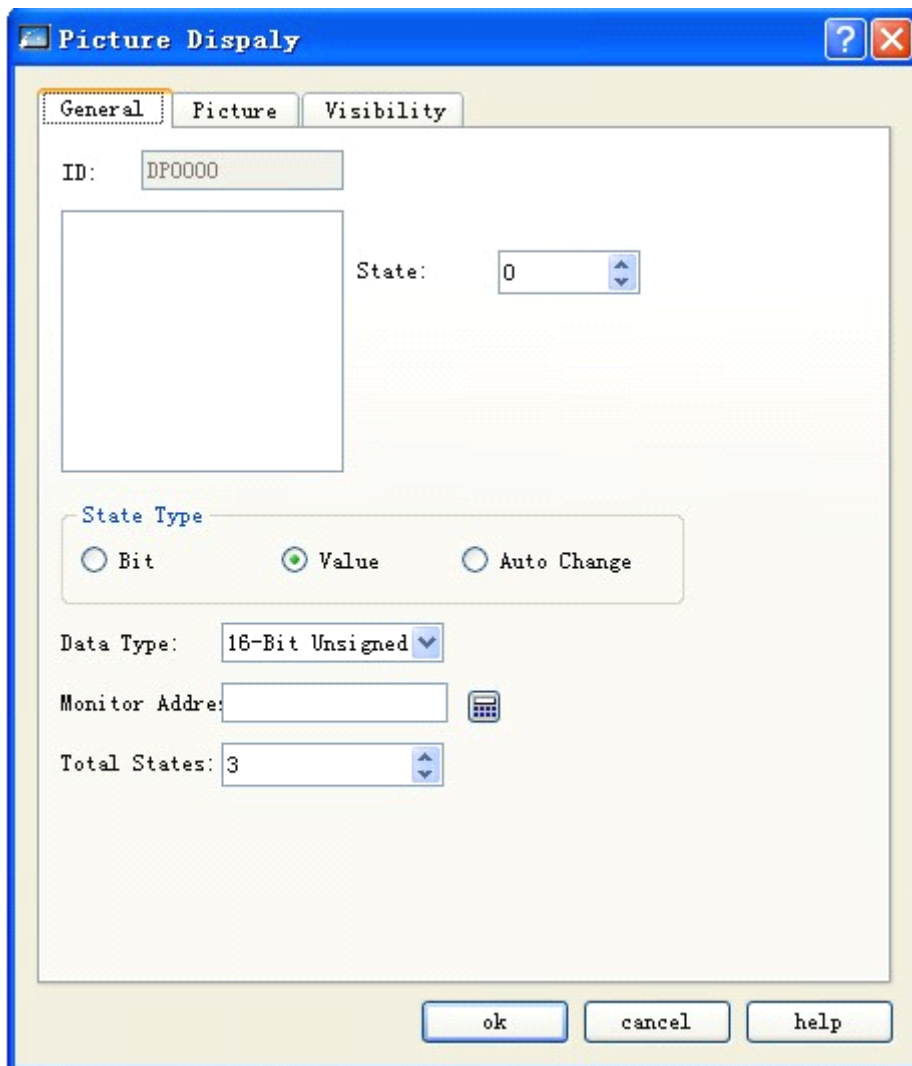 Picture Dispaly
General Picture Visibility
ID: DP0000
State: 0
State Type
Bit Value Auto Change
Data Type: 16-Bit Unsigned
Monitor Addre
Total States: 3
ok cancel help